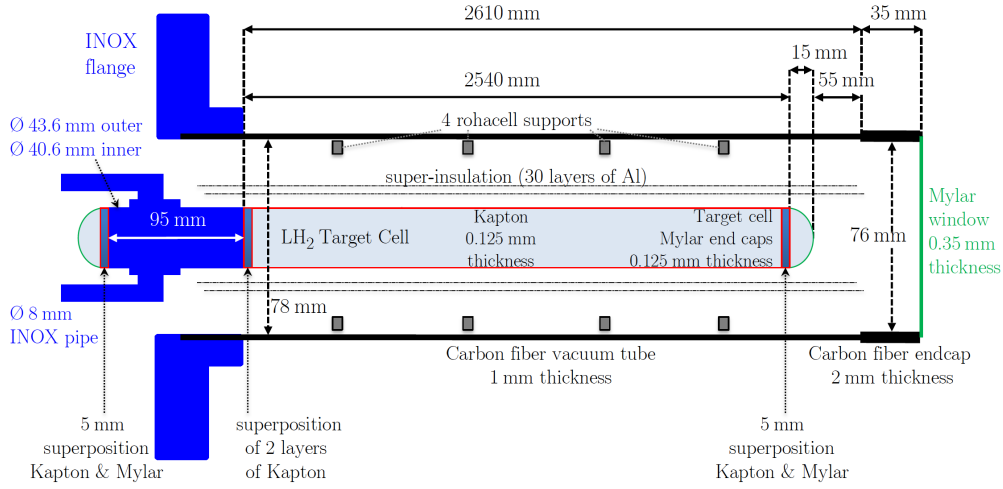 2610 mm
35 mm
INOX
flange
15 mm
2540 mm
55 mm
Ø 43.6 mm outer
Ø 40.6 mm inner
4 rohacell supports
super-insulation (30 layers of Al)
95 mm
LH₂ Target Cell
Kapton
0.125 mm
thickness
Target cell
Mylar end caps
0.125 mm thickness
76 mm
Mylar
window
0.35 mm
thickness
78 mm
Ø 8 mm
INOX pipe
Carbon fiber vacuum tube
1 mm thickness
Carbon fiber endcap
2 mm thickness
5 mm
superposition
Kapton & Mylar
superposition
of 2 layers
of Kapton
5 mm
superposition
Kapton & Mylar